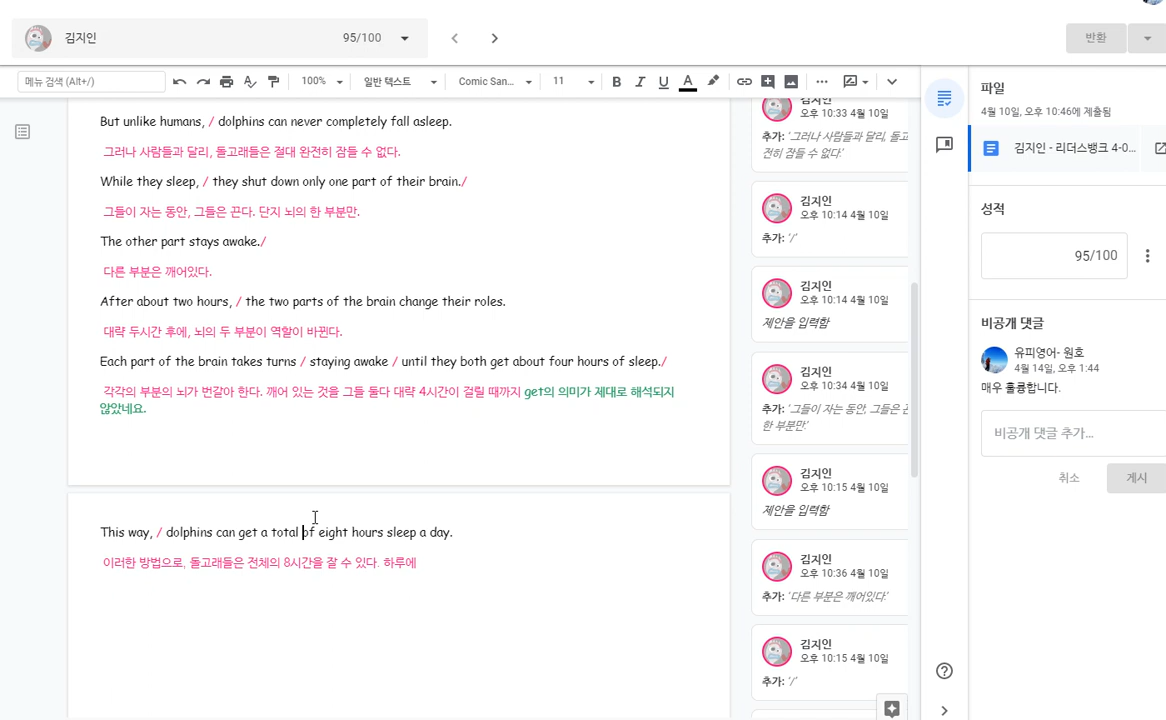 김지인
95/100
반환
메뉴 검색 (Alt+/)
100%
일반 텍스트
Comic San...
11
B I U A
But unlike humans, / dolphins can never completely fall asleep.
그러나 사람들과 달리, 돌고래들은 절대 완전히 잠들 수 없다.
While they sleep, / they shut down only one part of their brain./
그들이 자는 동안, 그들은 끈다. 단지 뇌의 한 부분만.
The other part stays awake./
다른 부분은 깨어있다.
After about two hours, / the two parts of the brain change their roles.
대략 두시간 후에, 뇌의 두 부분이 역할이 바뀐다.
Each part of the brain takes turns / staying awake / until they both get about four hours of sleep./
각각의 부분의 뇌가 번갈아 한다. 깨어 있는 것을 그들 둘다 대략 4시간이 걸릴 때까지 get의 의미가 제대로 해석되지
않았네요.
This way, / dolphins can get a total of eight hours sleep a day.
이러한 방법으로, 돌고래들은 전체의 8시간을 잘 수 있다. 하루에
김지인
오후 10:33 4월 10일
추가: '그러나 사람들과 달리, 돌고
전히 잠들 수 없다.'
김지인
오후 10:14 4월 10일
추가: '/'
김지인
오후 10:14 4월 10일
제안을 입력함
김지인
오후 10:34 4월 10일
추가: '그들이 자는 동안, 그들은 끈
한 부분만.'
김지인
오후 10:15 4월 10일
제안을 입력함
김지인
오후 10:36 4월 10일
추가: '다른 부분은 깨어있다.'
김지인
오후 10:15 4월 10일
추가: '/'
파일
4월 10일, 오후 10:46에 제출됨
김지인 - 리더스뱅크 4-0...
성적
95/100
비공개 댓글
유피영어- 원호
4월 14일, 오후 1:44
매우 훌륭합니다.
비공개 댓글 추가...
취소
게시